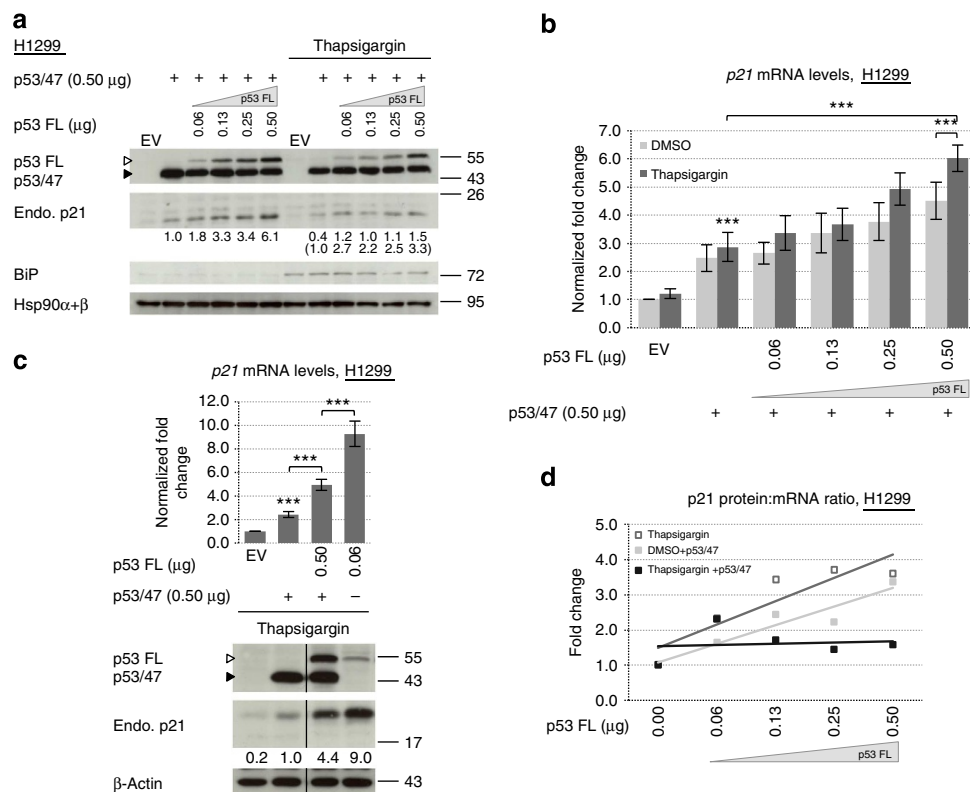 a
H1299
Thapsigargin
p53/47 (0.50 µg) + + + + + + + + + +
p53 FL p53 FL
p53 FL (µg) 0.06 0.13 0.25 0.50 0.06 0.13 0.25 0.50
EV EV
p53 FL 55
p53/47 43
26
Endo. p21
1.0 1.8 3.3 3.4 6.1 0.4 1.2 1.0 1.1 1.5
(1.0 2.7 2.2 2.5 3.3)
BiP 72
Hsp90α+β 95
b
p21 mRNA levels, H1299
***
***
***
Normalized fold change
7.0
6.0
5.0
4.0
3.0
2.0
1.0
0.0
DMSO
Thapsigargin
p53 FL (µg) EV 0.06 0.13 0.25 0.50
p53 FL
p53/47 (0.50 µg) + + + + +
c
p21 mRNA levels, H1299
***
***
***
Normalized fold
change
12.0
10.0
8.0
6.0
4.0
2.0
0.0
p53 FL (µg) EV 0.50 0.06
p53/47 (0.50 µg) + + –
Thapsigargin
p53 FL 55
p53/47 43
Endo. p21
17
0.2 1.0 4.4 9.0
β-Actin 43
d
p21 protein:mRNA ratio, H1299
Fold change
5.0
4.0
3.0
2.0
1.0
0.0
Thapsigargin
DMSO+p53/47
Thapsigargin +p53/47
p53 FL (µg) 0.00 0.06 0.13 0.25 0.50
p53 FL